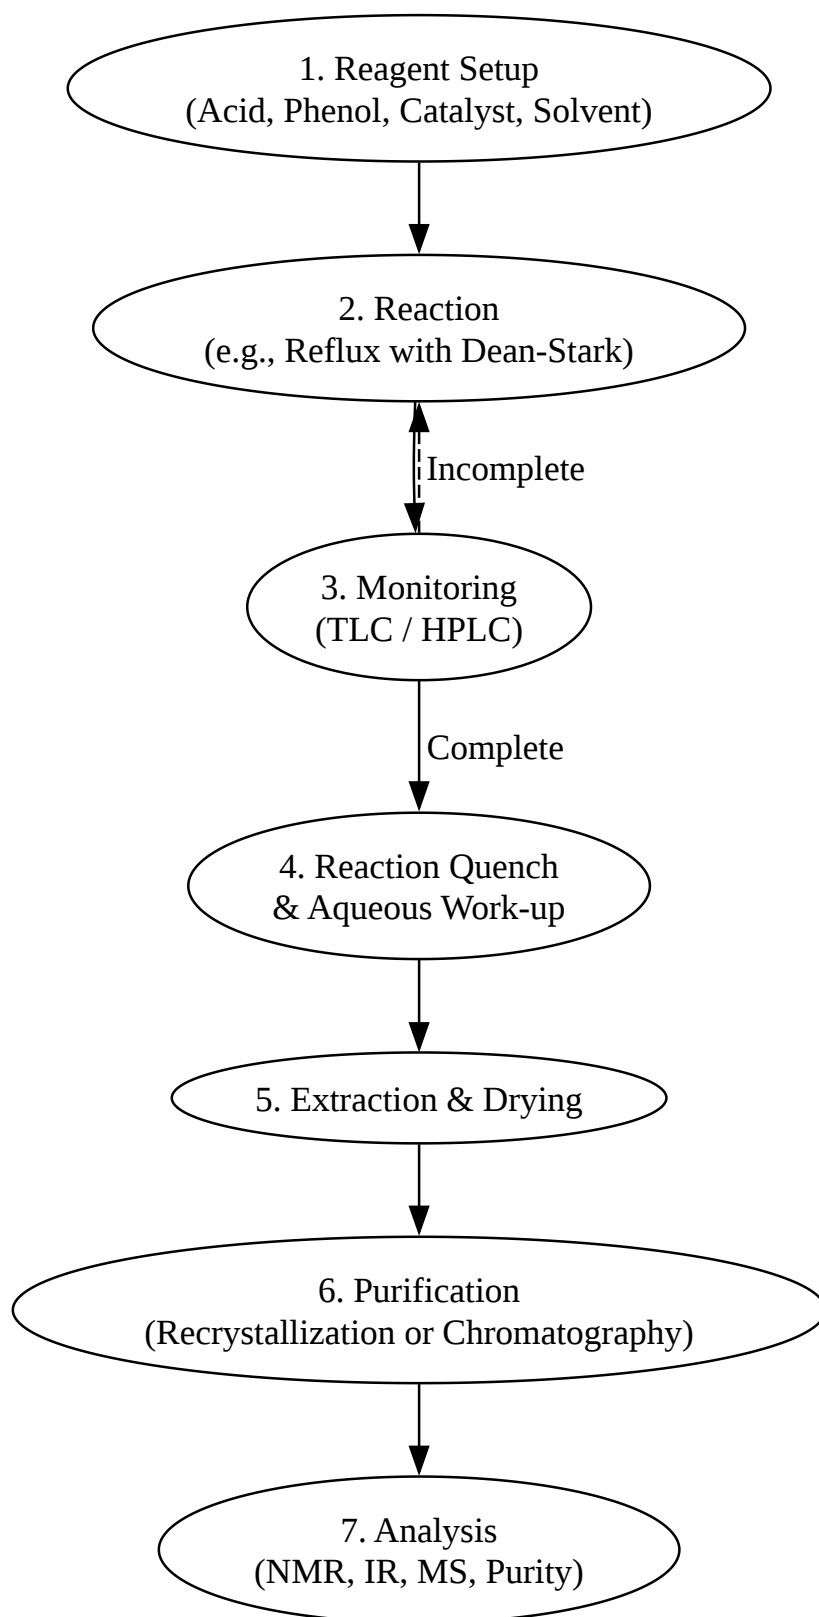 1. Reagent Setup
(Acid, Phenol, Catalyst, Solvent)
2. Reaction
(e.g., Reflux with Dean-Stark)
Incomplete
3. Monitoring
(TLC / HPLC)
Complete
4. Reaction Quench
& Aqueous Work-up
5. Extraction & Drying
6. Purification
(Recrystallization or Chromatography)
7. Analysis
(NMR, IR, MS, Purity)